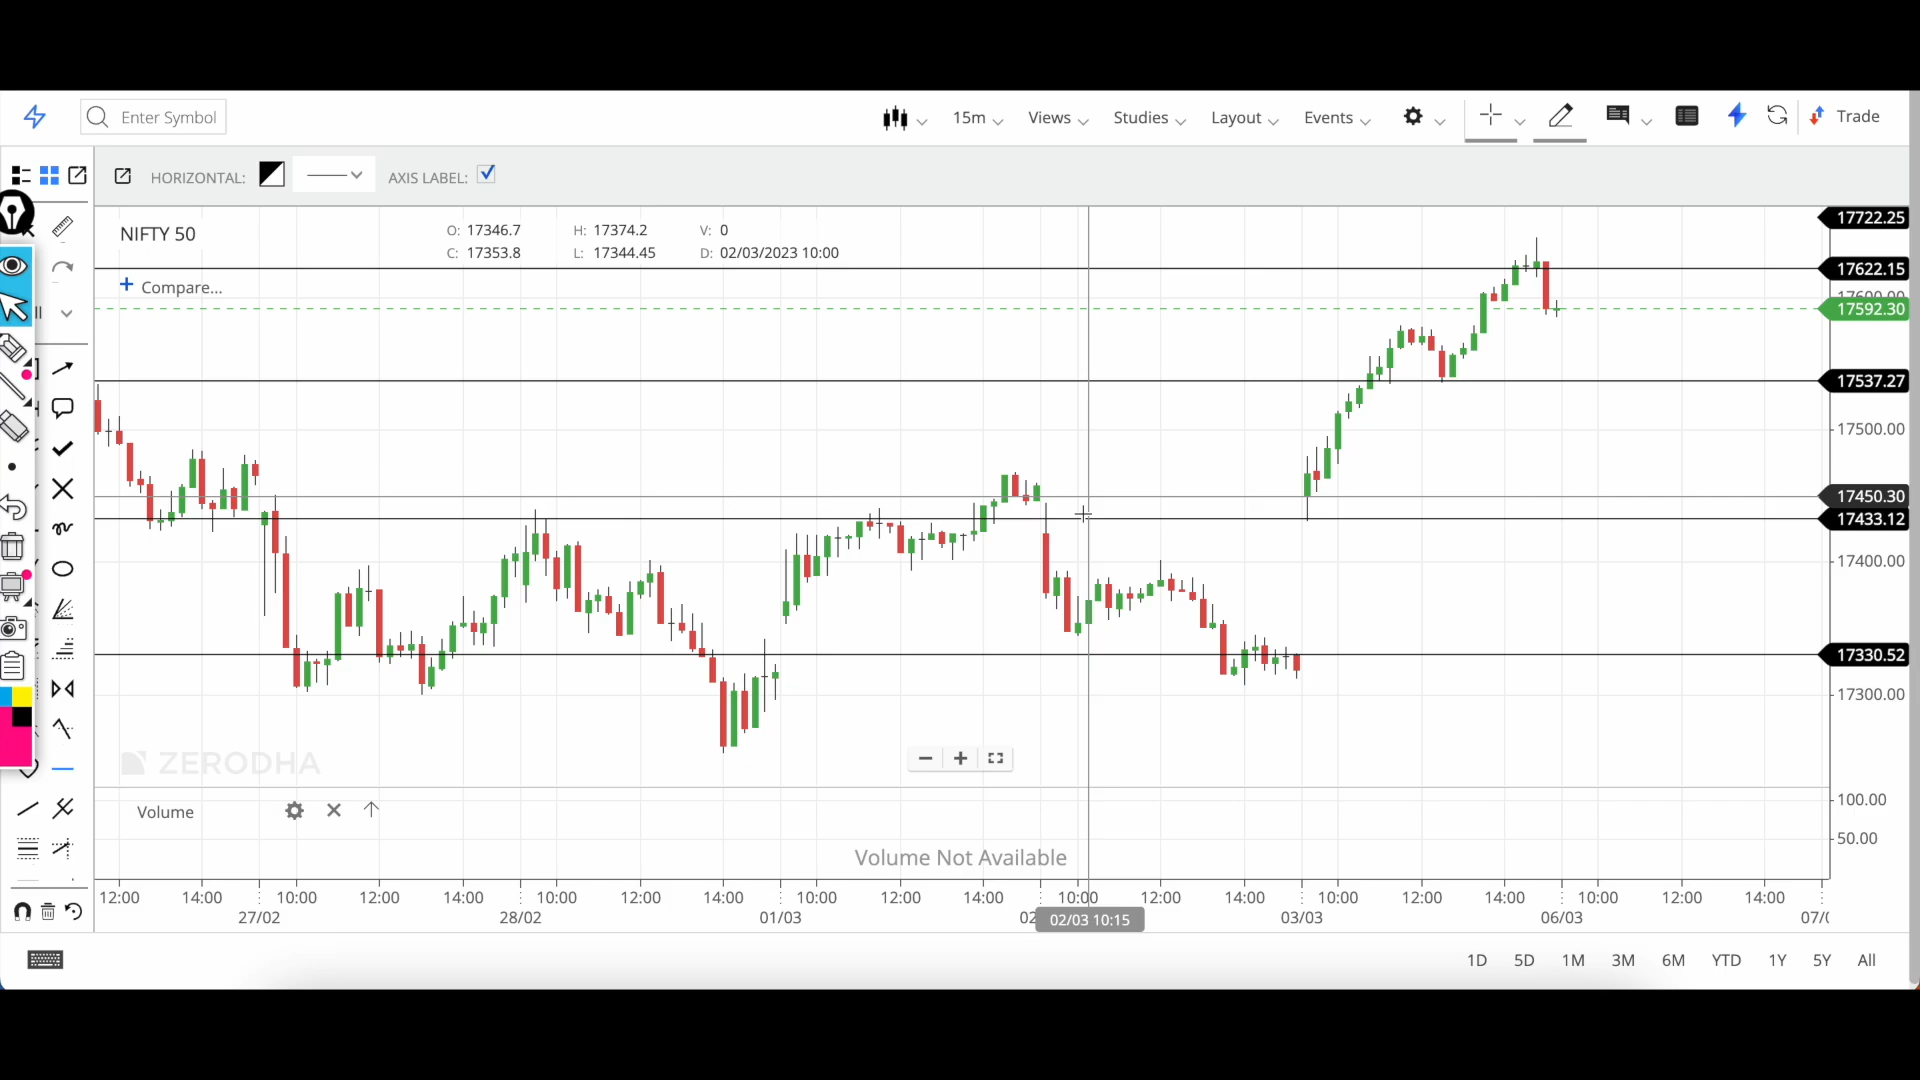 Enter Symbol
15m
Views
Studies
Layout
Events
Trade
HORIZONTAL:
AXIS LABEL:
NIFTY 50
O: 17346.7 H: 17374.2 V: 0
C: 17353.8 L: 17344.45 D: 02/03/2023 10:00
+ Compare...
17722.25
17622.15
17592.30
17537.27
17500.00
17450.30
17433.12
17400.00
17330.52
17300.00
ZERODHA
Volume
100.00
50.00
Volume Not Available
12:00 14:00 10:00 12:00 14:00 10:00 12:00 14:00 10:00 12:00 14:00 10:00 12:00 14:00 10:00 12:00 14:00 10:00 12:00 14:00
27/02 28/02 01/03 02/03 10:15 03/03 06/03
1D 5D 1M 3M 6M YTD 1Y 5Y All